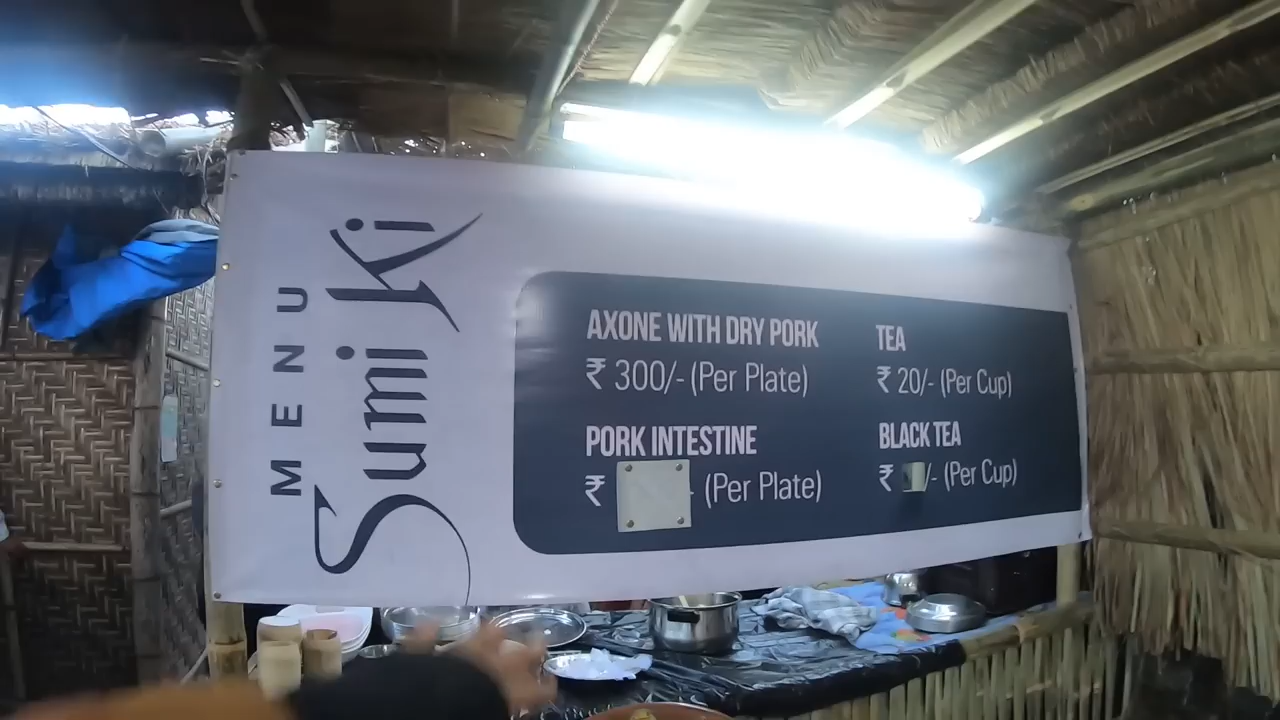 MENU
Sumi Ki
AXONE WITH DRY PORK
₹ 300/- (Per Plate)
PORK INTESTINE
₹ - (Per Plate)
TEA
₹ 20/- (Per Cup)
BLACK TEA
₹ /- (Per Cup)